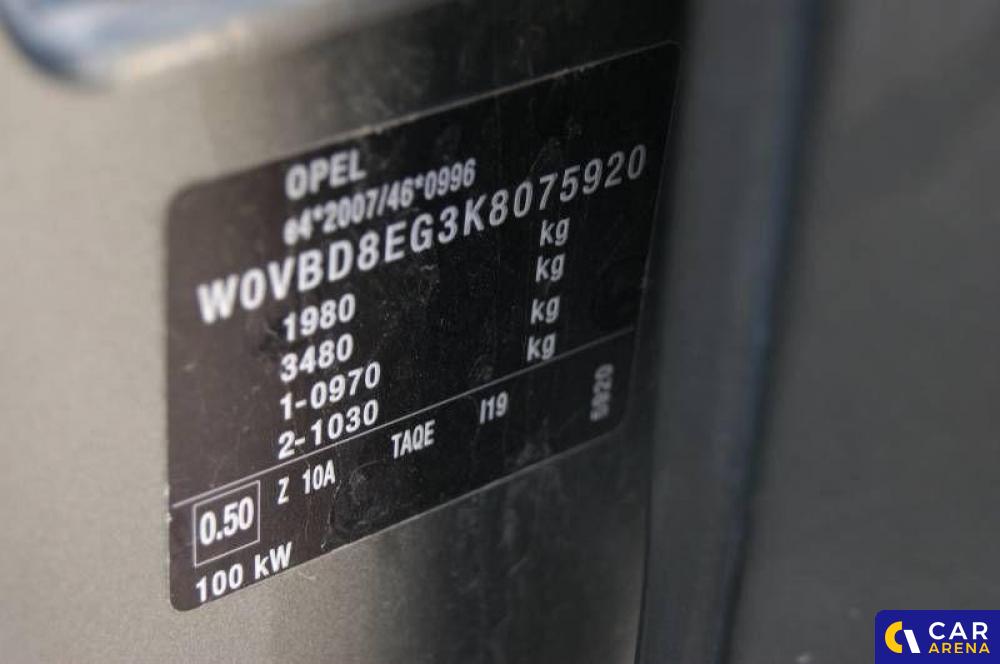 OPEL
e4*2007/46*0996
W0VBD8EG3K8075920
1980 kg
3480 kg
1-0970 kg
2-1030 kg
0.50 Z 10A TAQE I19 5920
100 kW
CAR
ARENA